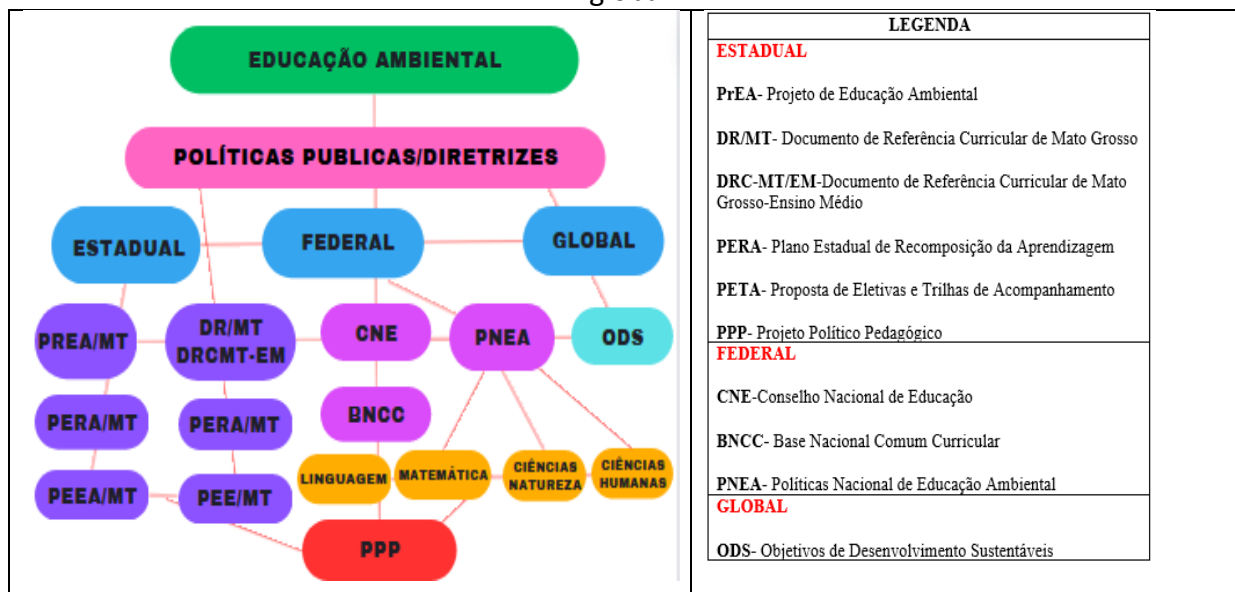 EDUCAÇÃO AMBIENTAL
POLÍTICAS PUBLICAS/DIRETRIZES
ESTADUAL
FEDERAL
GLOBAL
PREA/MT
DR/MT
DRCMT-EM
CNE
PNEA
ODS
PERA/MT
PERA/MT
BNCC
PEEA/MT
PEE/MT
LINGUAGEM
MATEMÁTICA
CIÊNCIAS
NATUREZA
CIÊNCIAS
HUMANAS
PPP
LEGENDA
ESTADUAL
PrEA- Projeto de Educação Ambiental
DR/MT- Documento de Referência Curricular de Mato Grosso
DRC-MT/EM-Documento de Referência Curricular de Mato
Grosso-Ensino Médio
PERA- Plano Estadual de Recomposição da Aprendizagem
PETA- Proposta de Eletivas e Trilhas de Acompanhamento
PPP- Projeto Político Pedagógico
FEDERAL
CNE-Conselho Nacional de Educação
BNCC- Base Nacional Comum Curricular
PNEA- Políticas Nacional de Educação Ambiental
GLOBAL
ODS- Objetivos de Desenvolvimento Sustentáveis